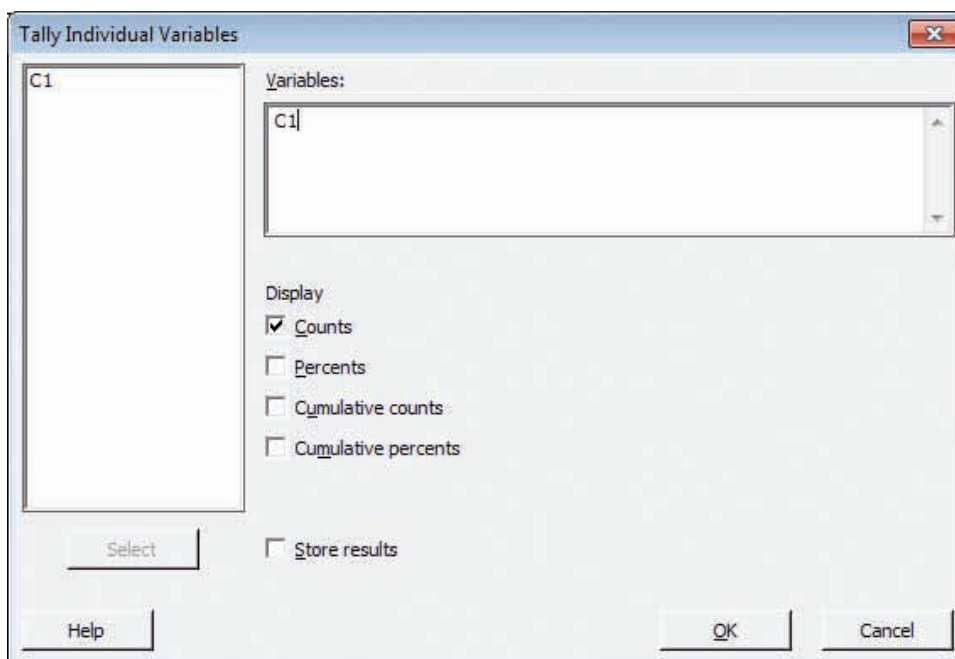 Tally Individual Variables
C1
Variables:
C1
Display
Counts
Percents
Cumulative counts
Cumulative percents
Select
Store results
Help
OK
Cancel